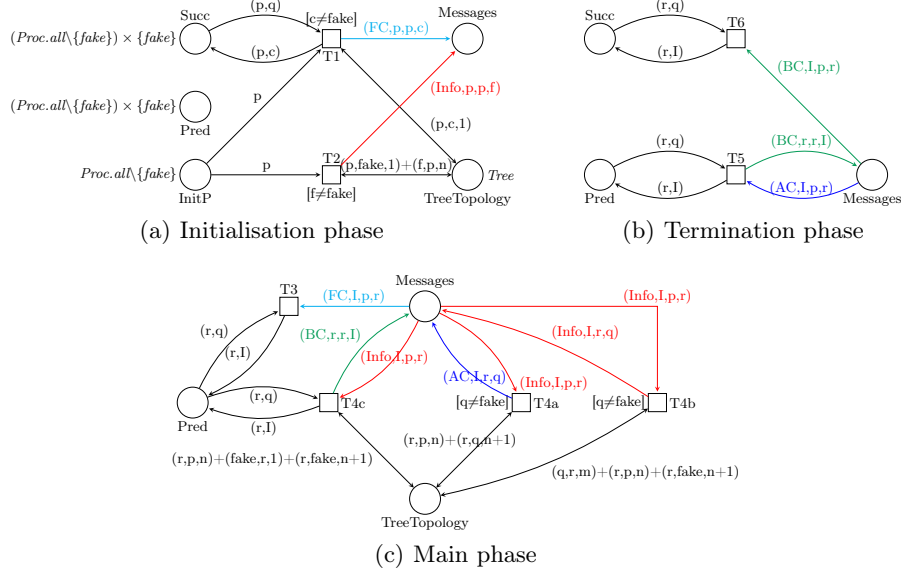 Succ
(p,q)
[c≠fake]
(FC,p,p,c)
Messages
(Proc.all\{fake}) × {fake}
(p,c)
T1
(Info,p,p,f)
p
(Proc.all\{fake}) × {fake}
Pred
(p,c,1)
T2
p
(p,fake,1)+(f,p,n)
Proc.all\{fake}
Tree
InitP
[f≠fake]
TreeTopology
(a) Initialisation phase
Succ
(r,q)
T6
(r,I)
(BC,I,p,r)
(r,q)
T5
(BC,r,r,I)
(r,I)
(AC,I,p,r)
Pred
Messages
(b) Termination phase
Messages
T3
(FC,I,p,r)
(Info,I,p,r)
(r,q)
(r,I)
(BC,r,r,I)
(Info,I,r,q)
(Info,I,p,r)
(AC,I,r,q)
(Info,I,p,r)
(r,q)
T4c
[q≠fake]
T4a
[q≠fake]
T4b
Pred
(r,I)
(r,p,n)+(r,q,n+1)
(r,p,n)+(fake,r,1)+(r,fake,n+1)
(q,r,m)+(r,p,n)+(r,fake,n+1)
TreeTopology
(c) Main phase